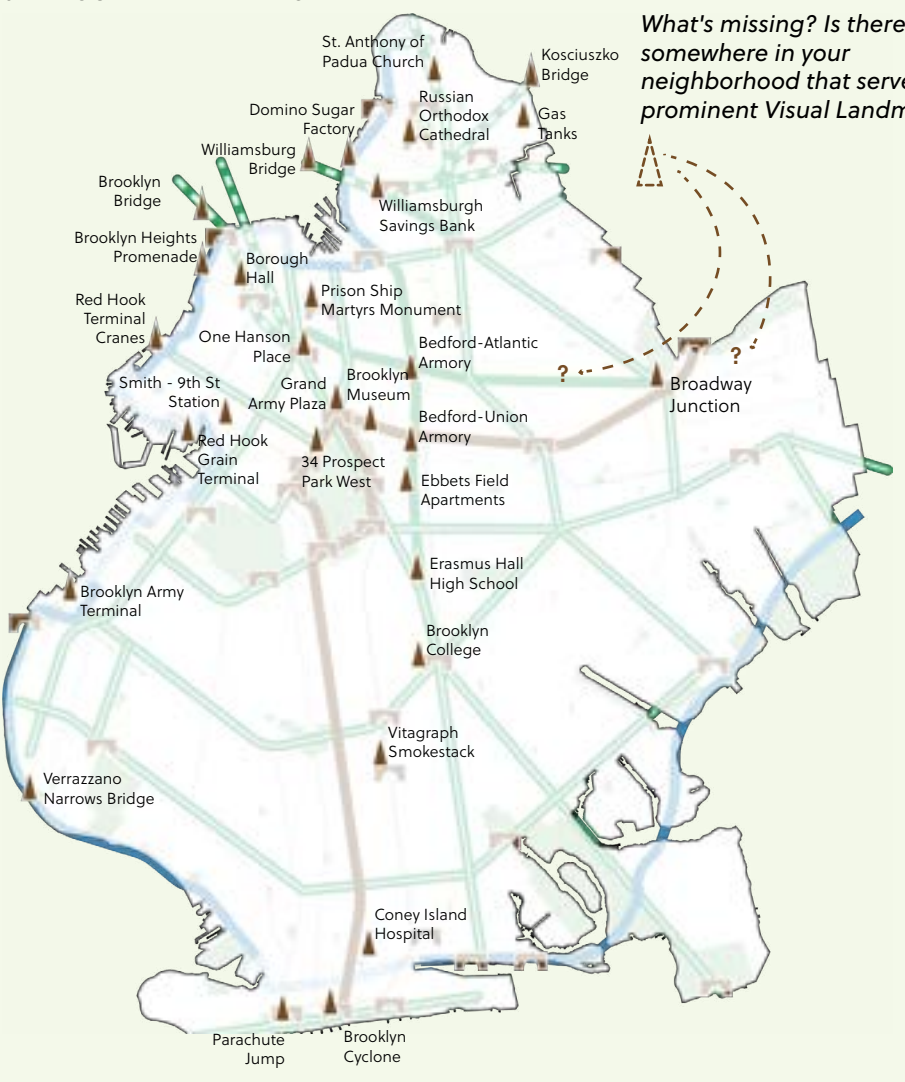 What's missing? Is there
somewhere in your
neighborhood that serve
prominent Visual Landm
St. Anthony of
Padua Church
Kosciuszko
Bridge
Domino Sugar
Factory
Russian
Orthodox
Cathedral
Gas
Tanks
Williamsburg
Bridge
Brooklyn
Bridge
Williamsburgh
Savings Bank
Brooklyn Heights
Promenade
Borough
Hall
Red Hook
Terminal
Cranes
Prison Ship
Martyrs Monument
One Hanson
Place
Bedford-Atlantic
Armory
?
?
Smith - 9th St
Station
Grand
Army Plaza
Brooklyn
Museum
Broadway
Junction
Bedford-Union
Armory
Red Hook
Grain
Terminal
34 Prospect
Park West
Ebbets Field
Apartments
Erasmus Hall
High School
Brooklyn Army
Terminal
Brooklyn
College
Vitagraph
Smokestack
Verrazzano
Narrows Bridge
Coney Island
Hospital
Parachute
Jump
Brooklyn
Cyclone